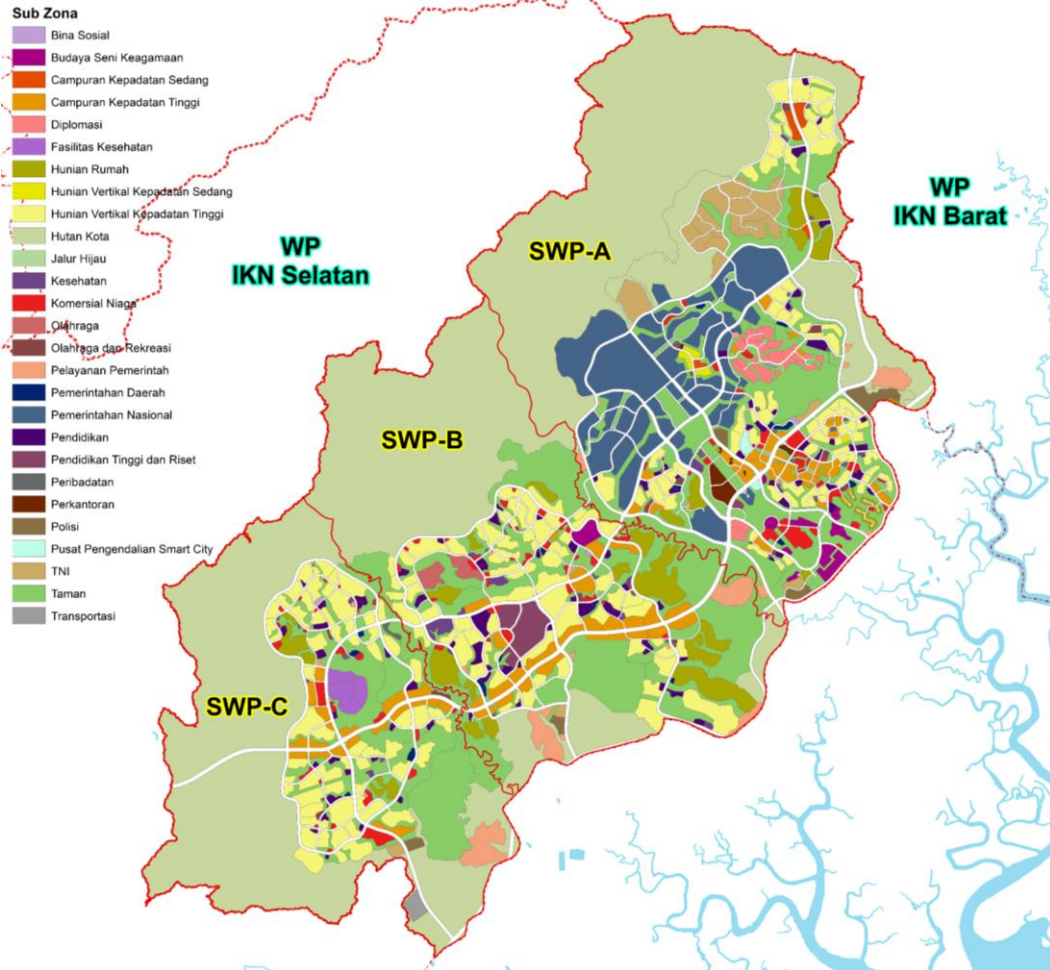 Sub Zona
Bina Sosial
Budaya Seni Keagamaan
Campuran Kepadatan Sedang
Campuran Kepadatan Tinggi
Diplomasi
Fasilitas Kesehatan
Hunian Rumah
Hunian Vertikal Kepadatan Sedang
Hunian Vertikal Kepadatan Tinggi
Hutan Kota
Jalur Hijau
Kesehatan
Komersial Niaga
Olahraga
Olahraga dan Rekreasi
Pelayanan Pemerintah
Pemerintahan Daerah
Pemerintahan Nasional
Pendidikan
Pendidikan Tinggi dan Riset
Peribadatan
Perkantoran
Polisi
Pusat Pengendalian Smart City
TNI
Taman
Transportasi
WP
IKN Selatan
SWP-A
WP
IKN Barat
SWP-B
3
2
1
SWP-C